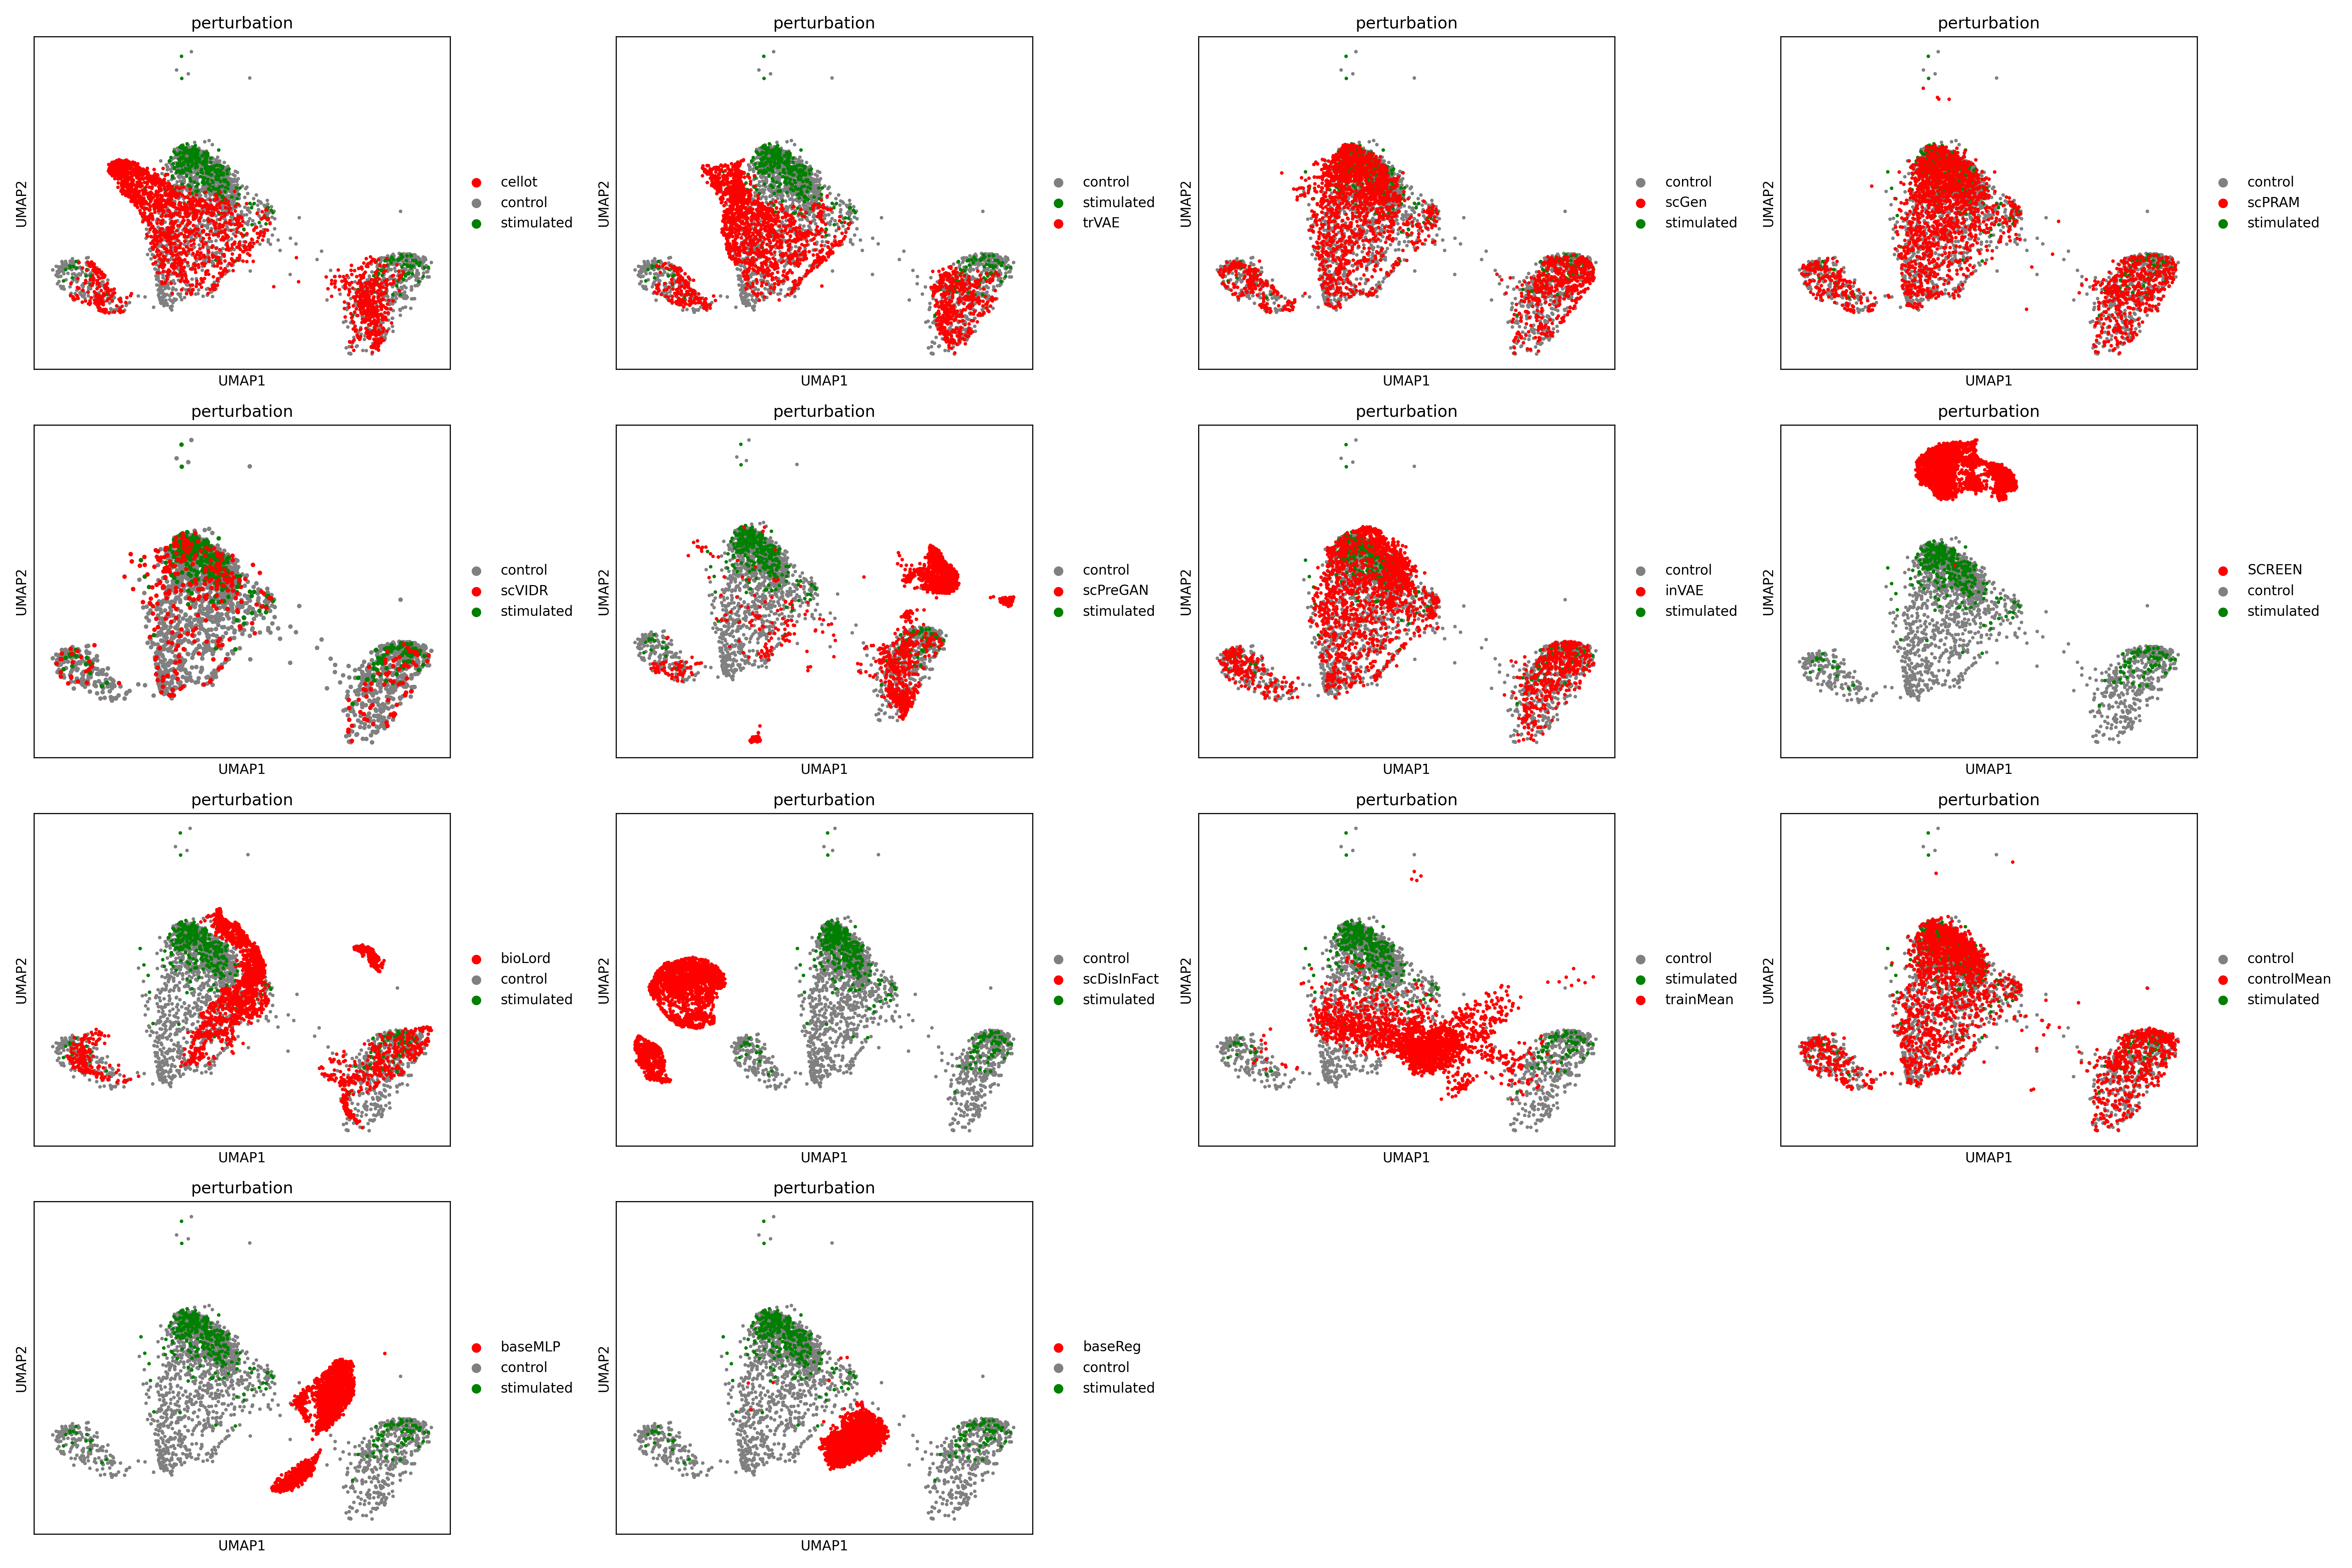 perturbation
UMAP2
cellot
control
stimulated
UMAP1
perturbation
UMAP2
control
stimulated
trVAE
UMAP1
perturbation
UMAP2
control
scGen
stimulated
UMAP1
perturbation
UMAP2
control
scPRAM
stimulated
UMAP1
perturbation
UMAP2
control
scVIDR
stimulated
UMAP1
perturbation
UMAP2
control
scPreGAN
stimulated
UMAP1
perturbation
UMAP2
control
inVAE
stimulated
UMAP1
perturbation
UMAP2
SCREEN
control
stimulated
UMAP1
perturbation
UMAP2
bioLord
control
stimulated
UMAP1
perturbation
UMAP2
control
scDisInFact
stimulated
UMAP1
perturbation
UMAP2
control
stimulated
trainMean
UMAP1
perturbation
UMAP2
control
controlMean
stimulated
UMAP1
perturbation
UMAP2
baseMLP
control
stimulated
UMAP1
perturbation
UMAP2
baseReg
control
stimulated
UMAP1